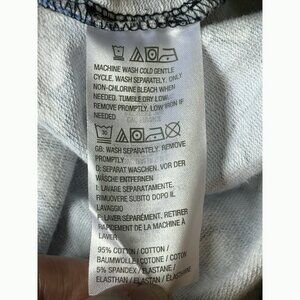 MACHINE WASH COLD GENTLE
CYCLE. WASH SEPARATELY. ONLY
NON-CHLORINE BLEACH WHEN
NEEDED. TUMBLE DRY LOW.
REMOVE PROMPTLY. LOW IRON IF
NEEDED
30
GB: WASH SEPARATELY. REMOVE
PROMPTLY
D: SEPARAT WASCHEN. VOR DER
WÄSCHE ENTFERNEN
I: LAVARE SEPARATAMENTE.
RIMUOVERE SUBITO DOPO IL
LAVAGGIO
F: LAVER SÉPARÉMENT, RETIRER
RAPIDEMENT DE LA MACHINE À
LAVER
95% COTTON / COTTON /
BAUMWOLLE / COTONE / COTON
5% SPANDEX / ELASTANE /
ELASTHAN / ELASTAN / ÉLASTHANNE